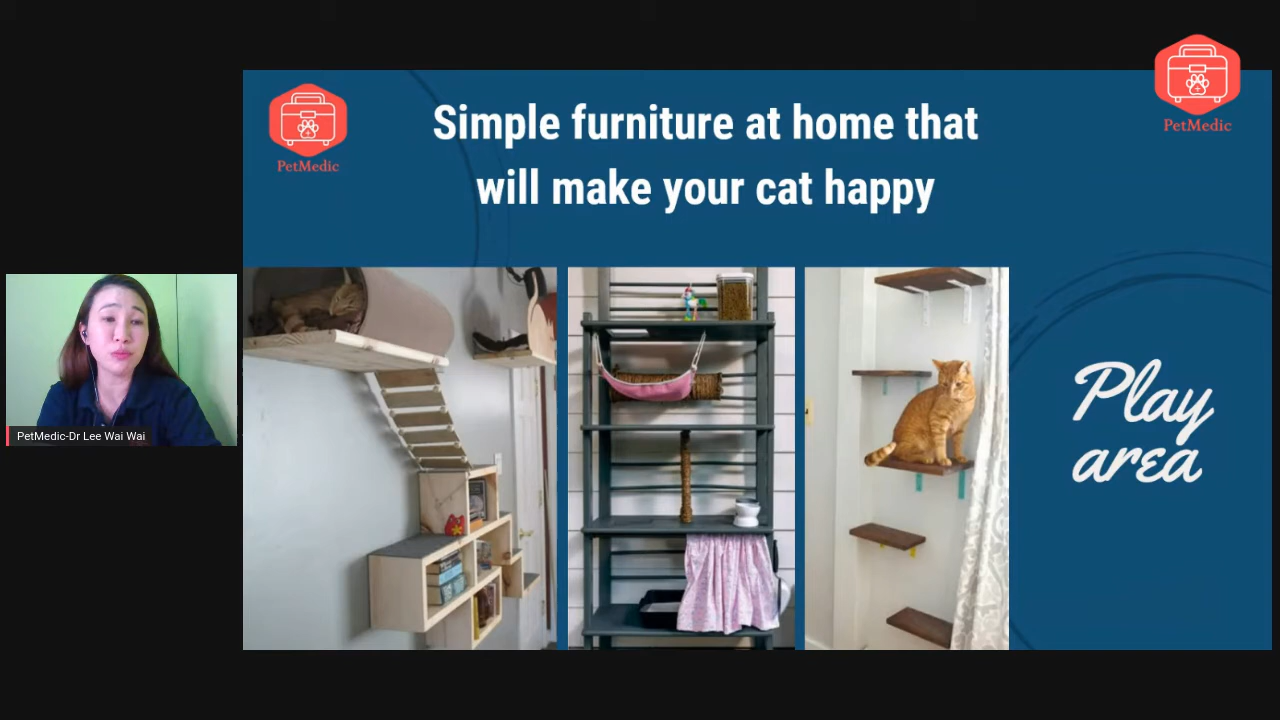 PetMedic
PetMedic
Simple furniture at home that
will make your cat happy
Play
area
PetMedic-Dr Lee Wai Wai